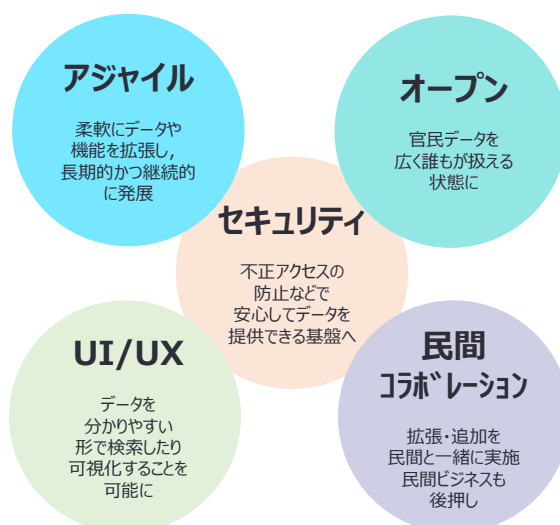 アジャイル
柔軟にデータや
機能を拡張し,
長期的かつ継続的
に発展
オープン
官民データを
広く誰もが扱える
状態に
セキュリティ
不正アクセスの
防止などで
安心してデータを
提供できる基盤へ
UI/UX
データを
分かりやすい
形で検索したり
可視化することを
可能に
民間
コラボレーション
拡張・追加を
民間と一緒に実施
民間ビジネスも
後押し